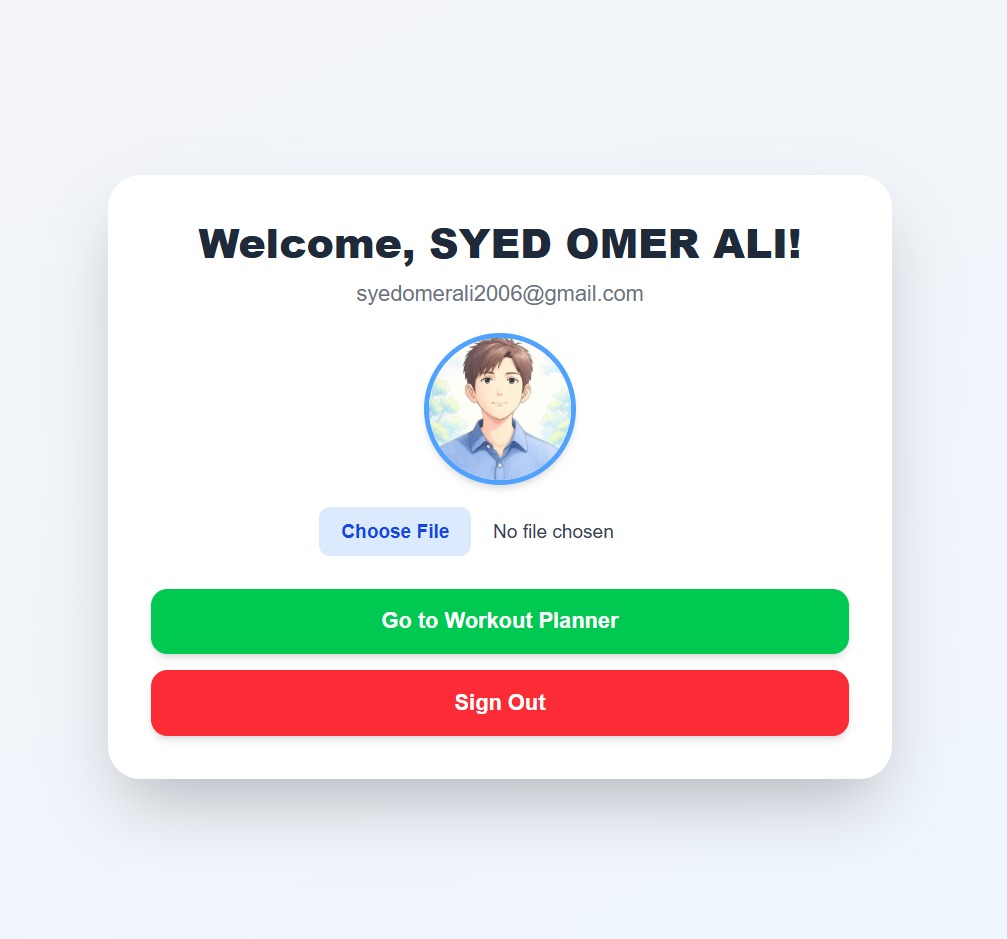 Welcome, SYED OMER ALI!
syedomerali2006@gmail.com
Choose File No file chosen
Go to Workout Planner
Sign Out